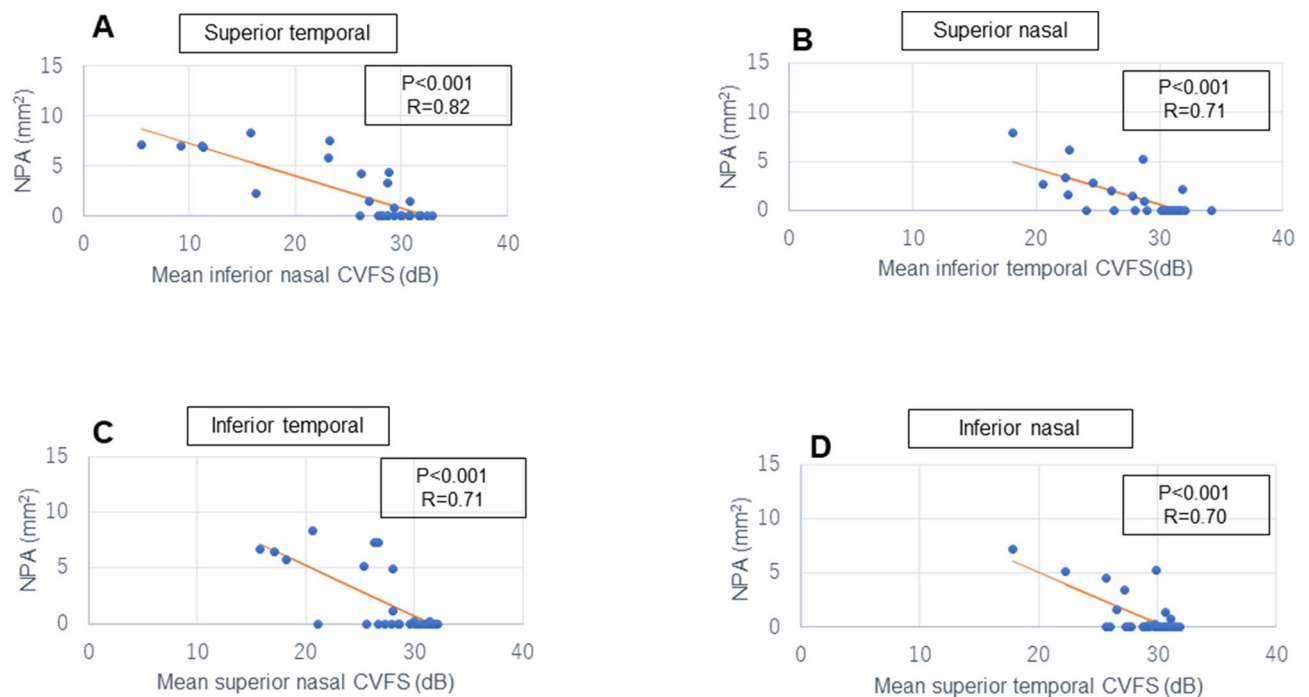 A
Superior temporal
P<0.001
R=0.82
NPA (mm²)
15
10
5
0
0 10 20 30 40
Mean inferior nasal CVFS (dB)
B
Superior nasal
P<0.001
R=0.71
NPA (mm²)
15
10
5
0
0 10 20 30 40
Mean inferior temporal CVFS(dB)
C
Inferior temporal
P<0.001
R=0.71
NPA (mm²)
15
10
5
0
0 10 20 30 40
Mean superior nasal CVFS (dB)
D
Inferior nasal
P<0.001
R=0.70
NPA (mm²)
15
10
5
0
0 10 20 30 40
Mean superior temporal CVFS (dB)